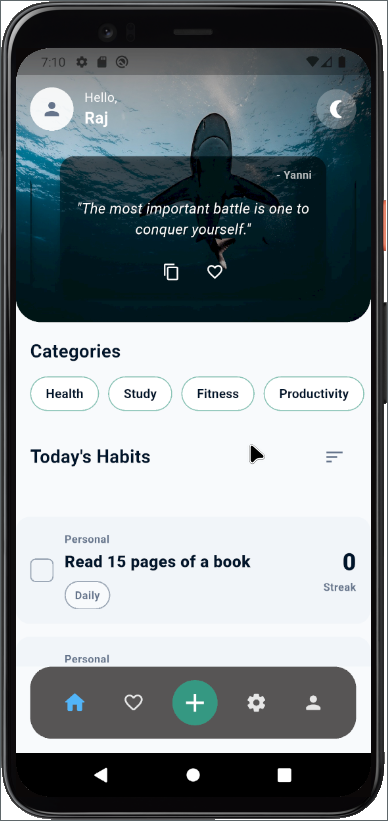 7:10
Hello,
Raj
- Yanni
"The most important battle is one to
conquer yourself."
Categories
Health Study Fitness Productivity
Today's Habits
Personal
Read 15 pages of a book
0
Daily
Streak
Personal